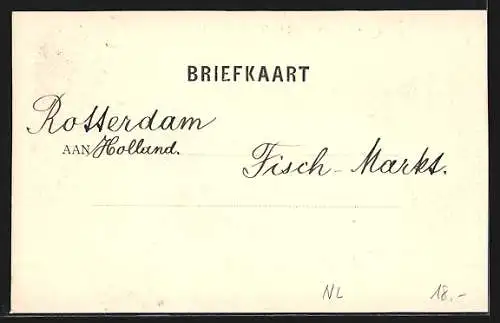 BRIEFKAART
Rotterdam
AAN Holland.
Fisch-Markt.
NL 18.-